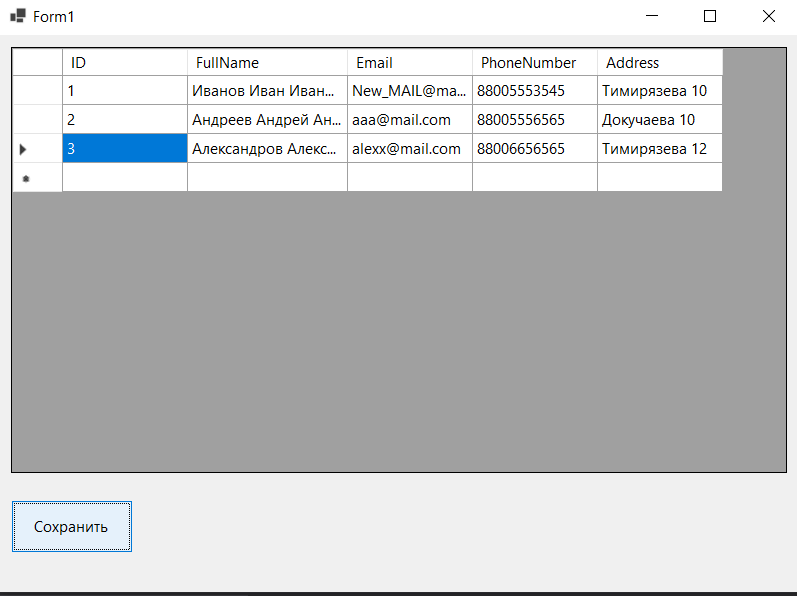 Form1
ID FullName Email PhoneNumber Address
1 Иванов Иван Иван... New_MAIL@ma... 88005553545 Тимирязева 10
2 Андреев Андрей Ан... aaa@mail.com 88005556565 Докучаева 10
3 Александров Алекс... alexx@mail.com 88006656565 Тимирязева 12
Сохранить